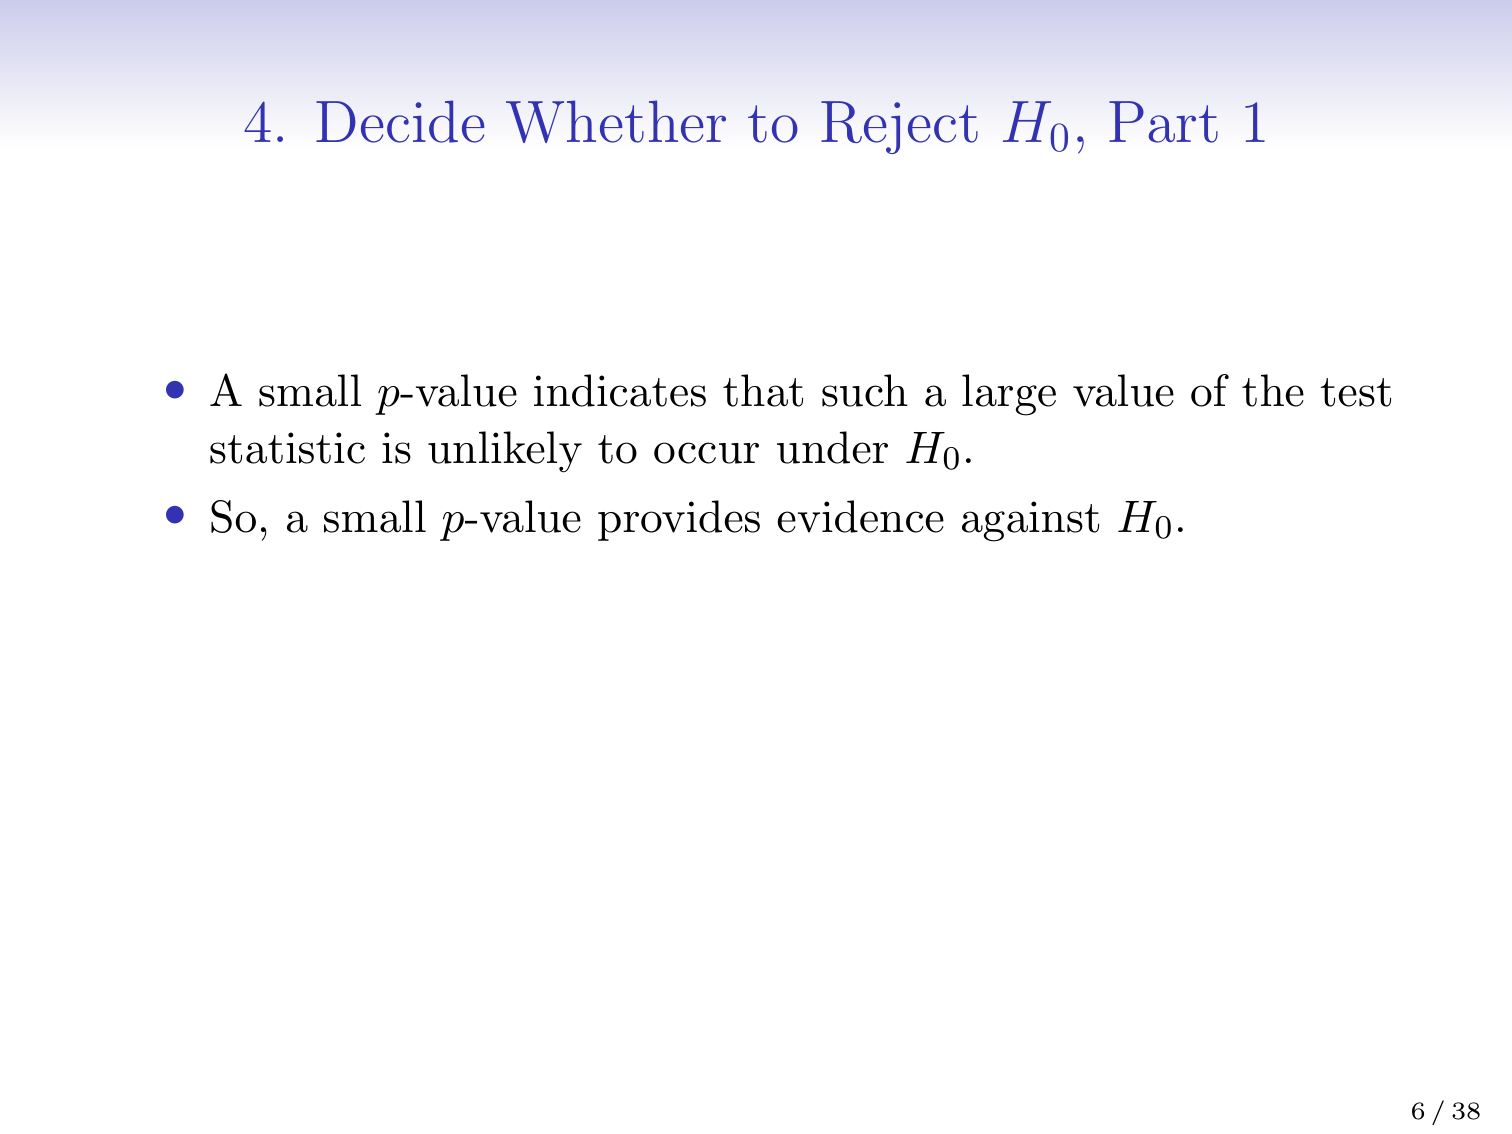 4. Decide Whether to Reject H₀, Part 1
• A small p-value indicates that such a large value of the test
statistic is unlikely to occur under H₀.
• So, a small p-value provides evidence against H₀.
6 / 38